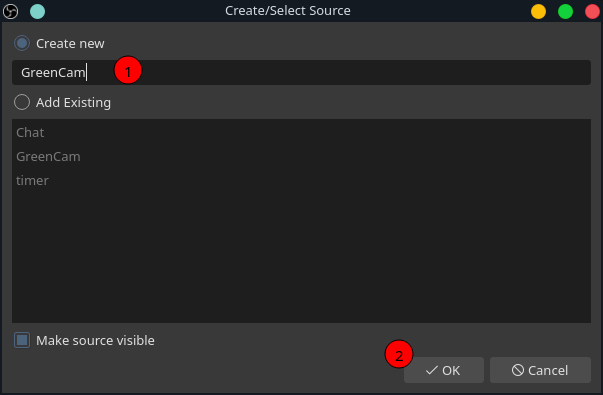 Create/Select Source
Create new
GreenCam
1
Add Existing
Chat
GreenCam
timer
Make source visible
2
OK
Cancel